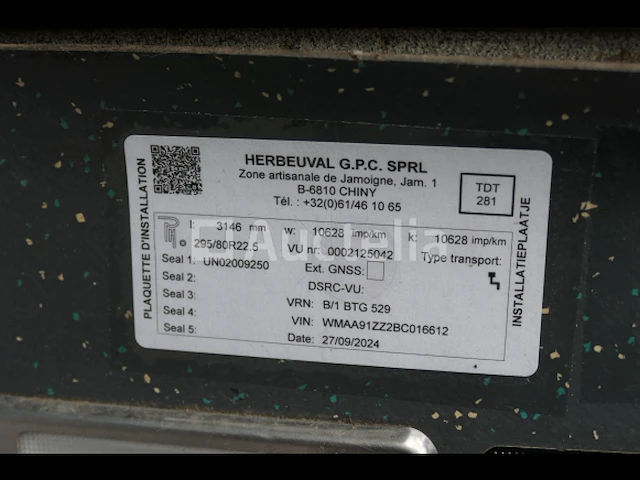 HERBEUVAL G.P.C. SPRL
Zone artisanale de Jamoigne, Jam. 1
B-6810 CHINY
Tél. : +32(0)61/46 10 65
TDT
281
PLAQUETTE D'INSTALLATION
INSTALLATIEPLAATJE
l: 3146 mm w: 10628 imp/km k: 10628 imp/km
295/80R22.5 VU nr: 0002125042 Type transport:
Seal 1: UN02009250 Ext. GNSS:
Seal 2: DSRC-VU:
Seal 3: VRN: B/1 BTG 529
Seal 4: VIN: WMAA91ZZ2BC016612
Seal 5: Date: 27/09/2024
Auctelia